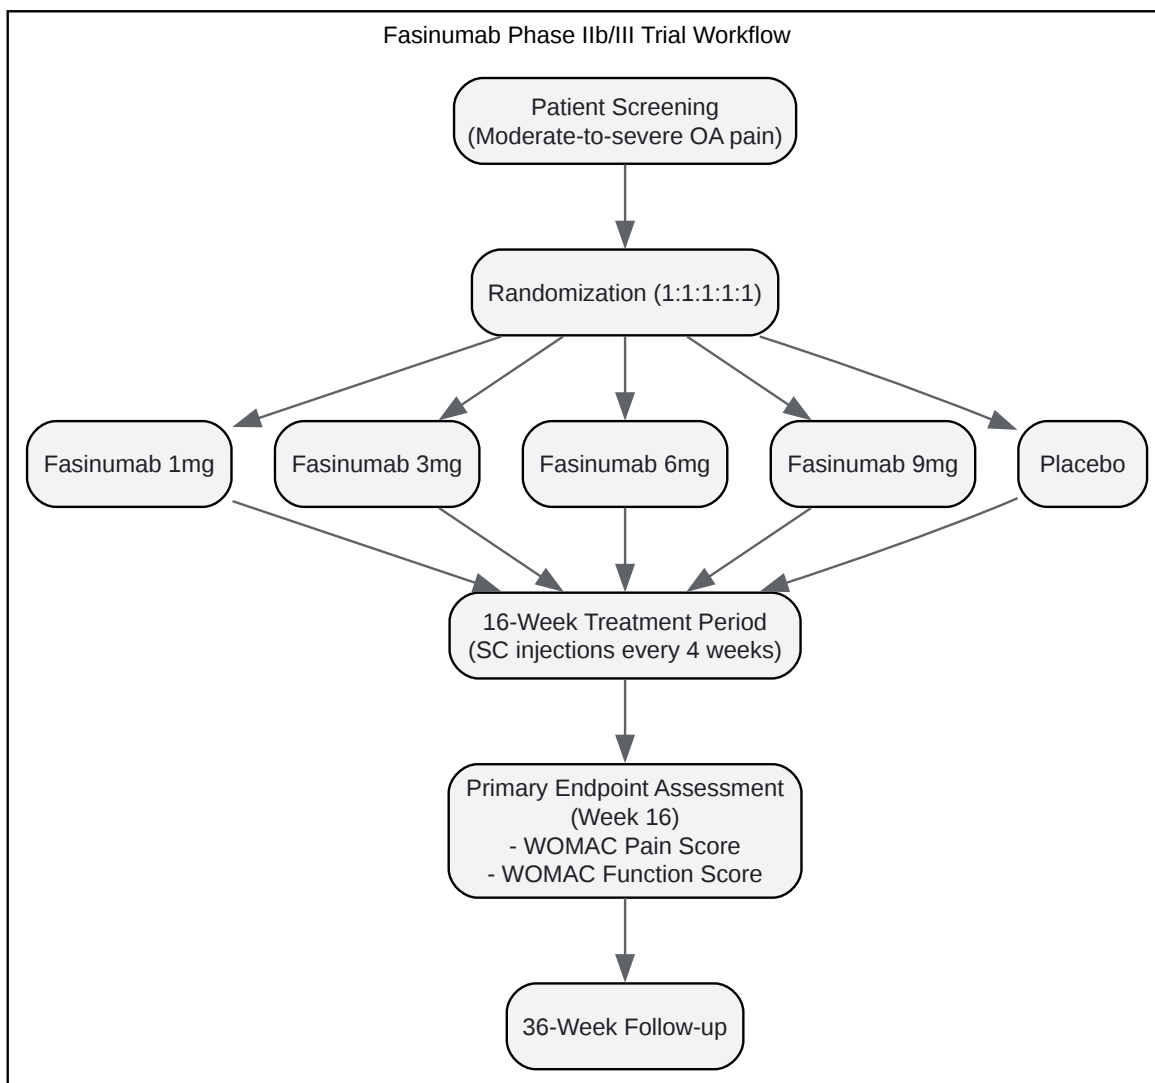 Fasinumab Phase IIb/III Trial Workflow
Patient Screening
(Moderate-to-severe OA pain)
Randomization (1:1:1:1:1)
Fasinumab 1mg
Fasinumab 3mg
Fasinumab 6mg
Fasinumab 9mg
Placebo
16-Week Treatment Period
(SC injections every 4 weeks)
Primary Endpoint Assessment
(Week 16)
- WOMAC Pain Score
- WOMAC Function Score
36-Week Follow-up